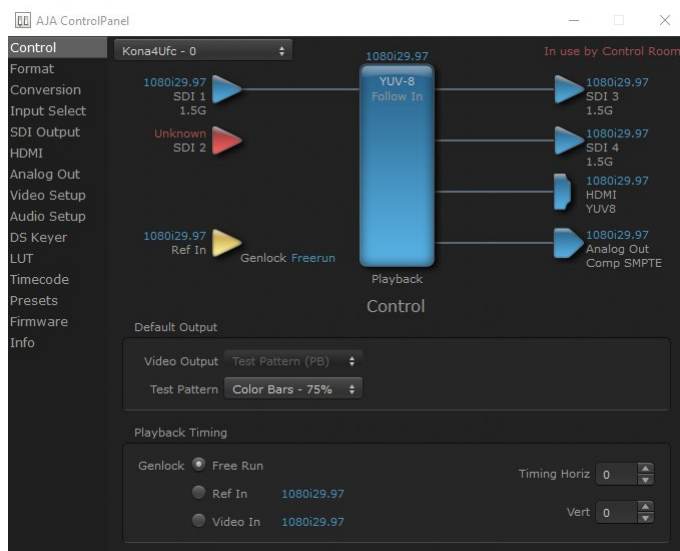 AJA ControlPanel
Control
Format
Conversion
Input Select
SDI Output
HDMI
Analog Out
Video Setup
Audio Setup
DS Keyer
LUT
Timecode
Presets
Firmware
Info
Kona4Ufc - 0
1080i29.97
In use by Control Room
1080i29.97
SDI 1
1.5G
Unknown
SDI 2
1080i29.97
Ref In
Genlock Freerun
YUV-8
Follow In
Playback
1080i29.97
SDI 3
1.5G
1080i29.97
SDI 4
1.5G
1080i29.97
HDMI
YUV8
1080i29.97
Analog Out
Comp SMPTE
Control
Default Output
Video Output Test Pattern (PB)
Test Pattern Color Bars - 75%
Playback Timing
Genlock Free Run
Ref In 1080i29.97
Video In 1080i29.97
Timing Horiz 0
Vert 0